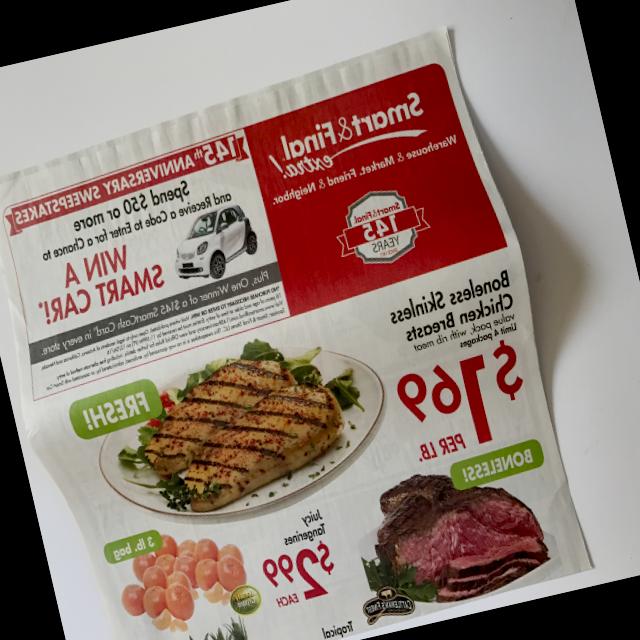 Smart&Final
extra!
Warehouse & Market. Friend & Neighbor.
Smart&Final
145
YEARS
145TH ANNIVERSARY SWEEPSTAKES
Spend $50 or more
and Receive a Code to Enter for a Chance to
WIN A
SMART CAR!*
Plus, One Winner of a $145 SmartCash Card* in every store.
Boneless Skinless
Chicken Breasts
value pack, with rib meat
Limit 4 packages
$169
PER LB.
FRESH!
BONELESS!
3 lb. bag
Juicy
Tangerines
$299
EACH
CATTLEMEN'S FINEST
Tropical